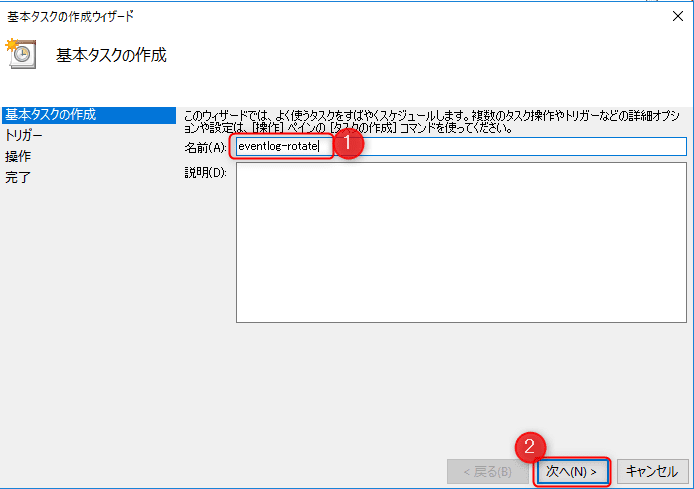 基本タスクの作成ウィザード
基本タスクの作成
基本タスクの作成
トリガー
操作
完了
このウィザードでは、よく使うタスクをすばやくスケジュールします。複数のタスク操作やトリガーなどの詳細オプションや設定は、[操作] ペインの [タスクの作成] コマンドを使ってください。
名前(A): eventlog-rotate 1
説明(D):
2
< 戻る(B) 次へ(N) > キャンセル